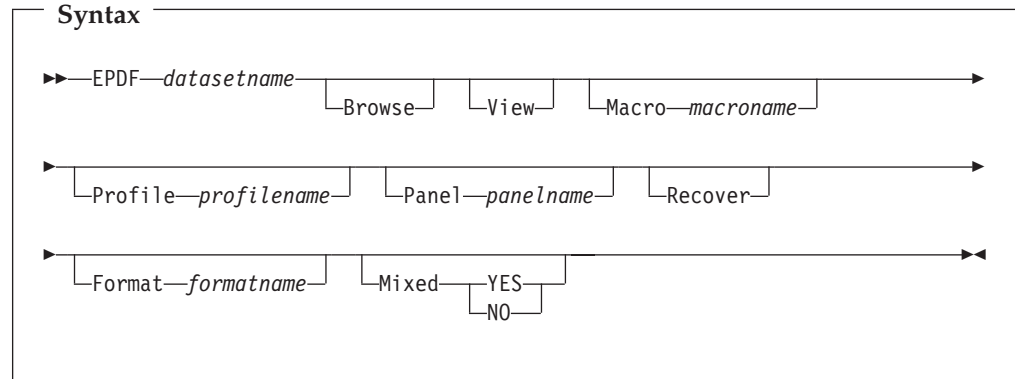 Syntax
EPDF datasetname
Browse View Macro macroname
Profile profilename Panel panelname Recover
Format formatname Mixed YES
NO